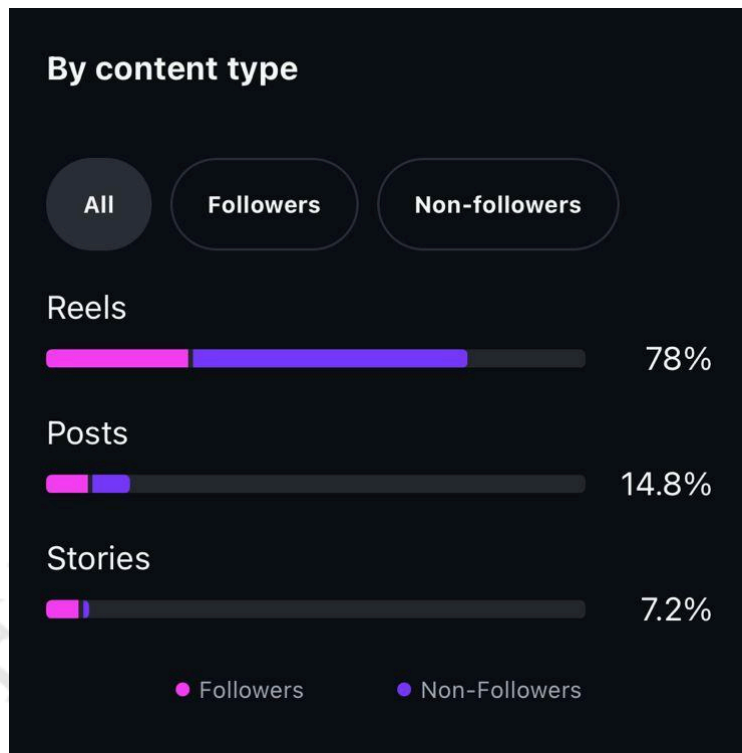 By content type
All Followers Non-followers
Reels
78%
Posts
14.8%
Stories
7.2%
Followers Non-Followers